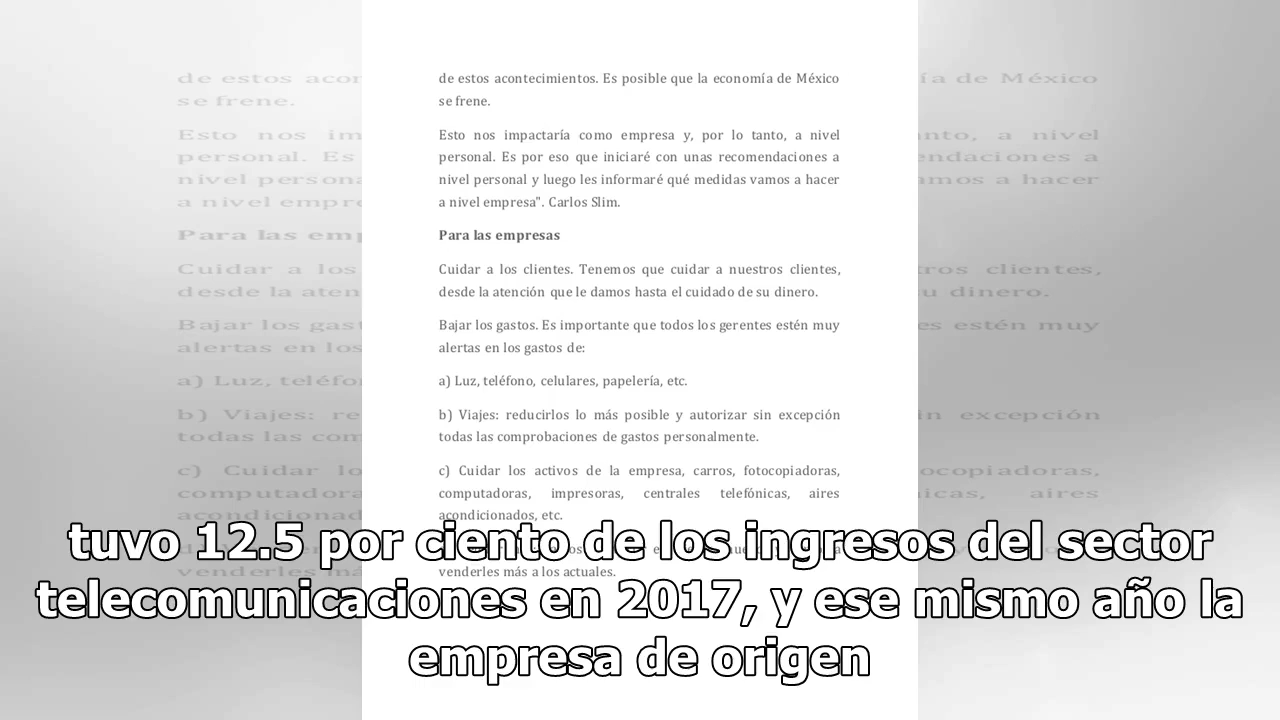 de estos acontecimientos. Es posible que la economía de México
se frene.
Esto nos impactaría como empresa y, por lo tanto, a nivel
personal. Es por eso que iniciaré con unas recomendaciones a
nivel personal y luego les informaré qué medidas vamos a hacer
a nivel empresa". Carlos Slim.
Para las empresas
Cuidar a los clientes. Tenemos que cuidar a nuestros clientes,
desde la atención que le damos hasta el cuidado de su dinero.
Bajar los gastos. Es importante que todos los gerentes estén muy
alertas en los gastos de:
a) Luz, teléfono, celulares, papelería, etc.
b) Viajes: reducirlos lo más posible y autorizar sin excepción
todas las comprobaciones de gastos personalmente.
c) Cuidar los activos de la empresa, carros, fotocopiadoras,
computadoras, impresoras, centrales telefónicas, aires
acondicionados, etc.
venderles más a los actuales.
tuvo 12.5 por ciento de los ingresos del sector
telecomunicaciones en 2017, y ese mismo año la
empresa de origen